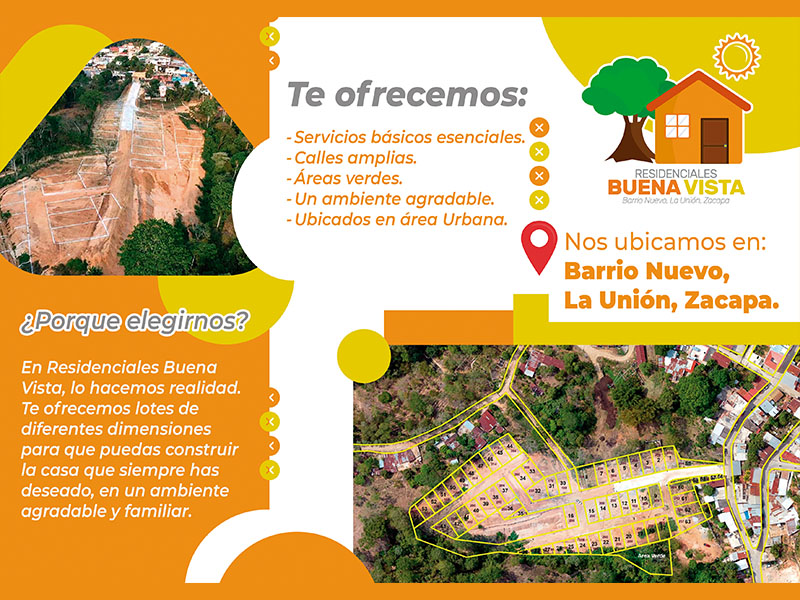 Te ofrecemos:
- Servicios básicos esenciales.
- Calles amplias.
- Áreas verdes.
- Un ambiente agradable.
- Ubicados en área Urbana.
RESIDENCIALES
BUENA VISTA
Barrio Nuevo, La Unión, Zacapa
Nos ubicamos en:
Barrio Nuevo,
La Unión, Zacapa.
¿Porque elegirnos?
En Residenciales Buena
Vista, lo hacemos realidad.
Te ofrecemos lotes de
diferentes dimensiones
para que puedas construir
la casa que siempre has
deseado, en un ambiente
agradable y familiar.
Área Verde